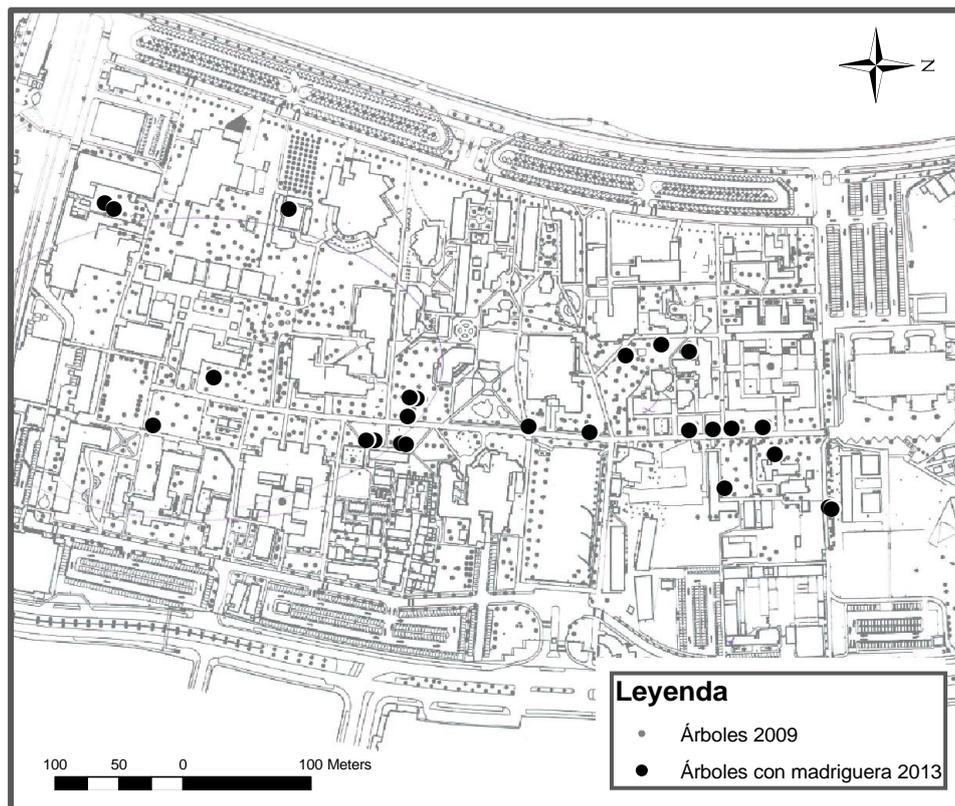 N
Leyenda
Árboles 2009
Árboles con madriguera 2013
100 50 0 100 Meters